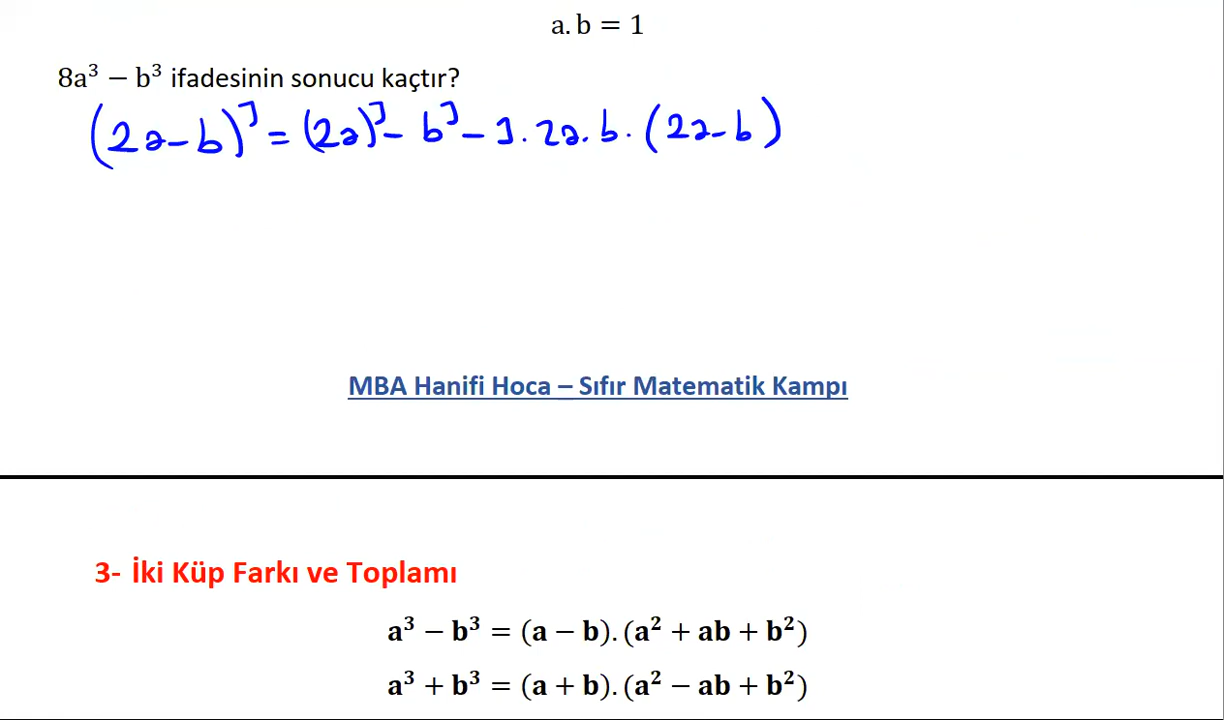 a. b = 1
8a³ − b³ ifadesinin sonucu kaçtır?
(2a − b)³ = (2a)³ − b³ − 3 . 2a . b . (2a − b)
MBA Hanifi Hoca – Sıfır Matematik Kampı
3- İki Küp Farkı ve Toplamı
a³ − b³ = (a − b). (a² + ab + b²)
a³ + b³ = (a + b). (a² − ab + b²)